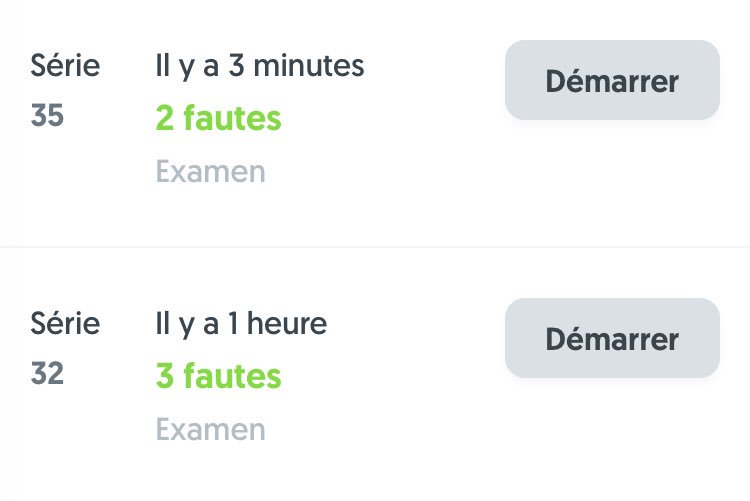 Série
Il y a 3 minutes
Démarrer
35
2 fautes
Examen
Série
Il y a 1 heure
Démarrer
32
3 fautes
Examen